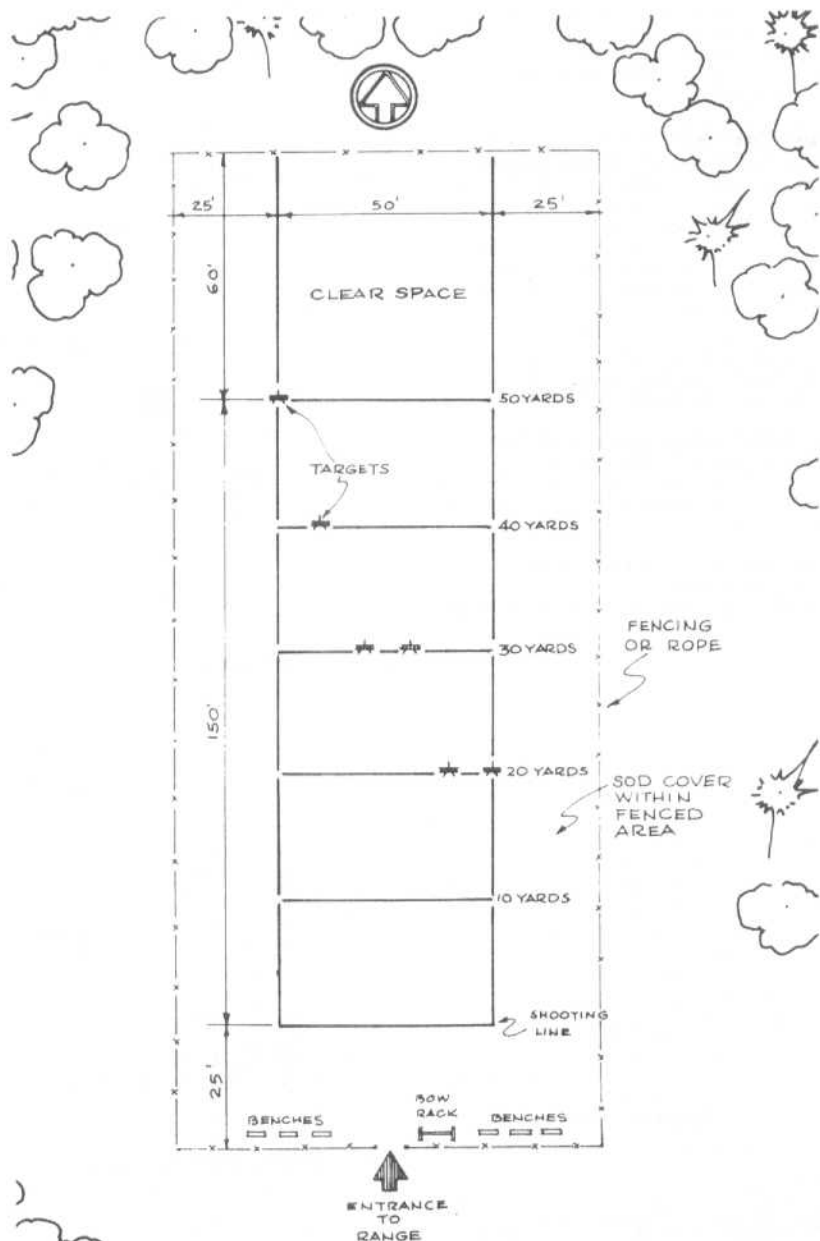 25'
50'
25'
60'
CLEAR SPACE
50 YARDS
TARGETS
40 YARDS
FENCING
OR ROPE
30 YARDS
150'
20 YARDS
SOD COVER
WITHIN
FENCED
AREA
10 YARDS
SHOOTING
LINE
25'
BENCHES
BOW
RACK
BENCHES
ENTRANCE
TO
RANGE